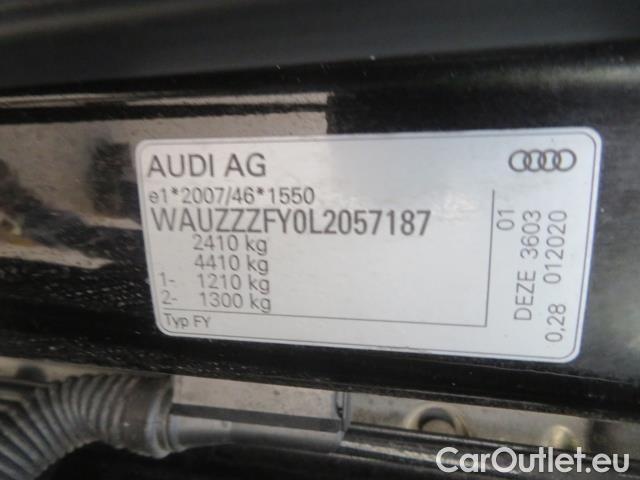 AUDI AG
e1*2007/46*1550
WAUZZZFY0L2057187
2410 kg
4410 kg
1- 1210 kg
2- 1300 kg
Typ FY
01
DEZE 3603
0,28 012020
CarOutlet.eu